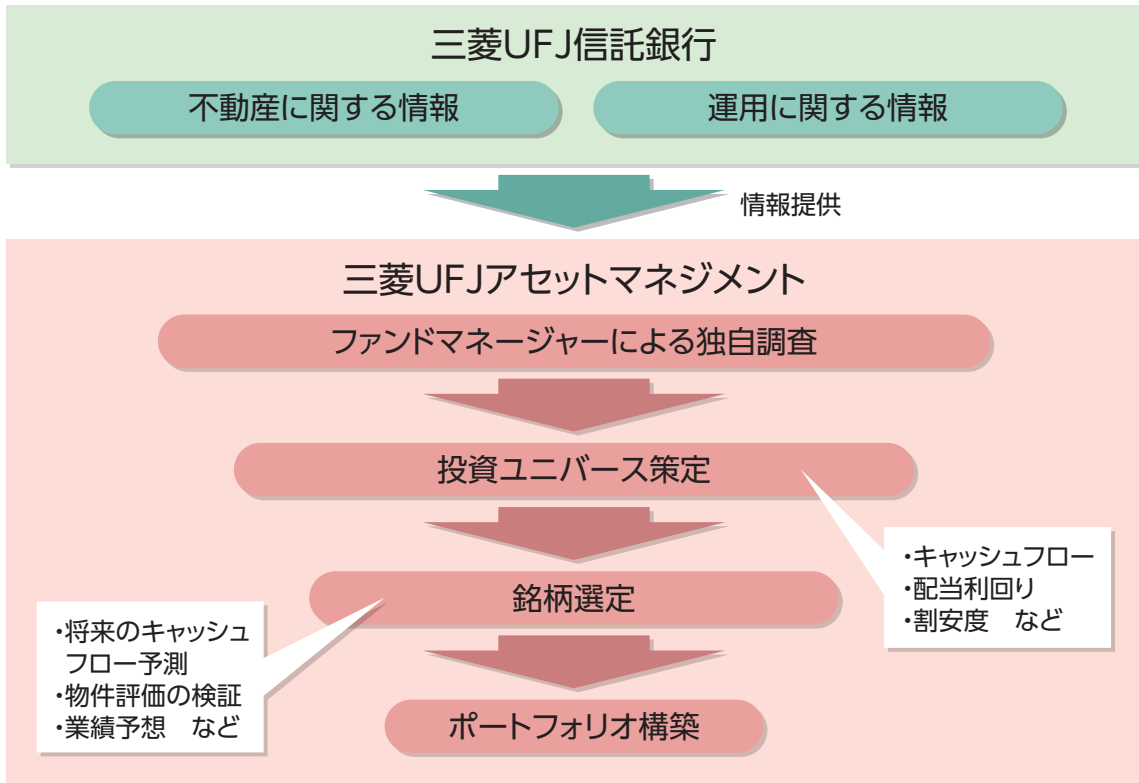 三菱UFJ信託銀行
不動産に関する情報
運用に関する情報
情報提供
三菱UFJアセットマネジメント
ファンドマネージャーによる独自調査
投資ユニバース策定
・キャッシュフロー
・配当利回り
・割安度　など
銘柄選定
・将来のキャッシュ
フロー予測
・物件評価の検証
・業績予想　など
ポートフォリオ構築